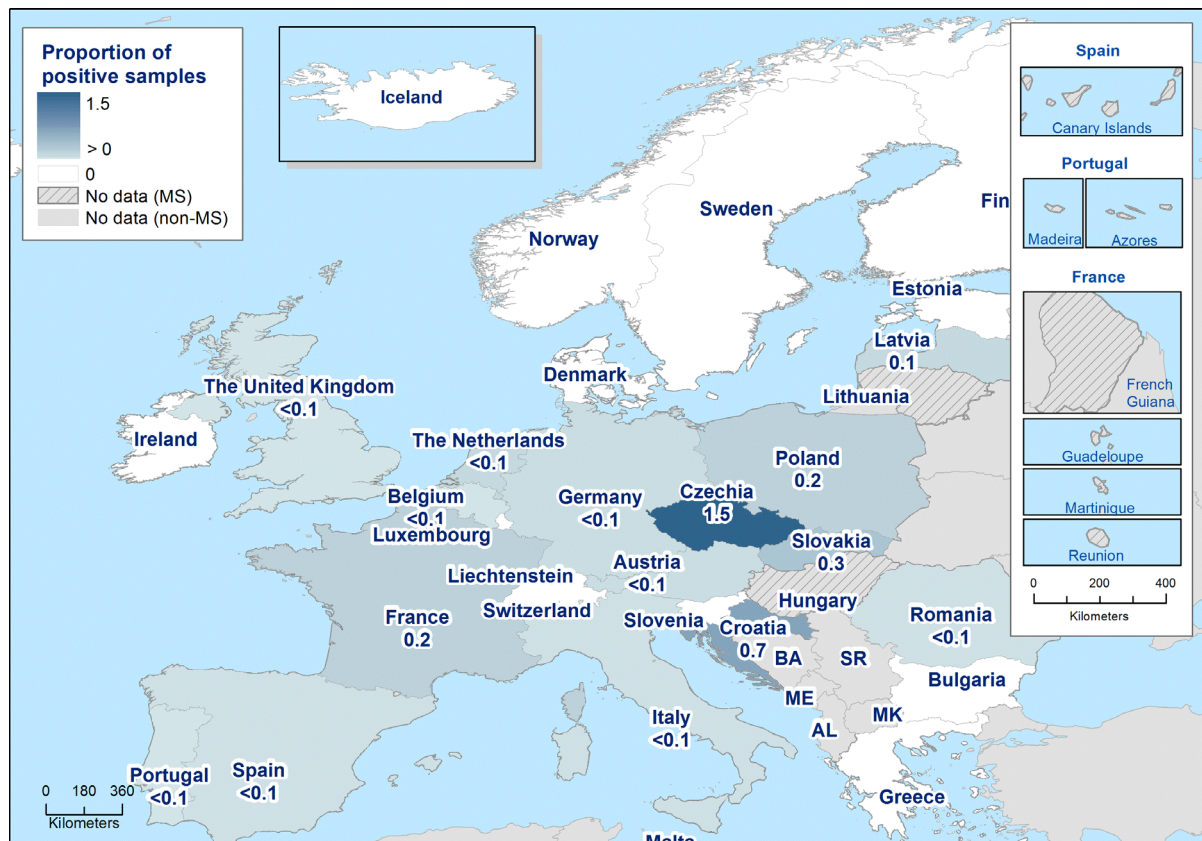 Proportion of
positive samples
1.5
> 0
0
No data (MS)
No data (non-MS)
Iceland
Norway
Sweden
Fin
Estonia
Latvia
0.1
Lithuania
Denmark
The United Kingdom
<0.1
Ireland
The Netherlands
<0.1
Belgium
<0.1
Luxembourg
Germany
<0.1
Poland
0.2
Czechia
1.5
Slovakia
0.3
Austria
<0.1
Liechtenstein
Switzerland
France
0.2
Hungary
Slovenia
Croatia
0.7
Romania
<0.1
BA
SR
Bulgaria
ME
MK
AL
Italy
<0.1
Portugal
<0.1
Spain
<0.1
Greece
Malta
0 180 360
Kilometers
Spain
Canary Islands
Portugal
Madeira
Azores
France
French
Guiana
Guadeloupe
Martinique
Reunion
0 200 400
Kilometers